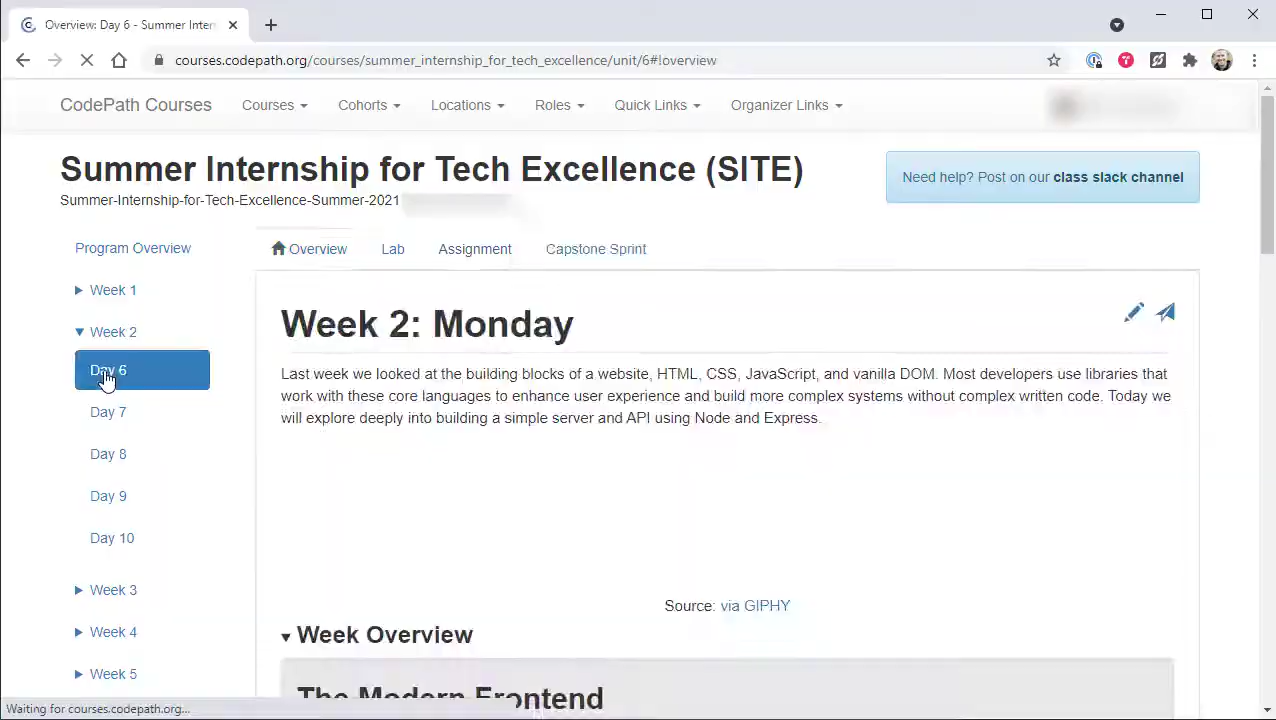 Overview: Day 6 - Summer Inter
courses.codepath.org/courses/summer_internship_for_tech_excellence/unit/6#!overview
CodePath Courses
Courses
Cohorts
Locations
Roles
Quick Links
Organizer Links
Summer Internship for Tech Excellence (SITE)
Summer-Internship-for-Tech-Excellence-Summer-2021
Need help? Post on our class slack channel
Program Overview
Week 1
Week 2
Day 6
Day 7
Day 8
Day 9
Day 10
Week 3
Week 4
Week 5
Overview
Lab
Assignment
Capstone Sprint
Week 2: Monday
Last week we looked at the building blocks of a website, HTML, CSS, JavaScript, and vanilla DOM. Most developers use libraries that
work with these core languages to enhance user experience and build more complex systems without complex written code. Today we
will explore deeply into building a simple server and API using Node and Express.
Source: via GIPHY
Week Overview
The Modern Frontend
Waiting for courses.codepath.org...